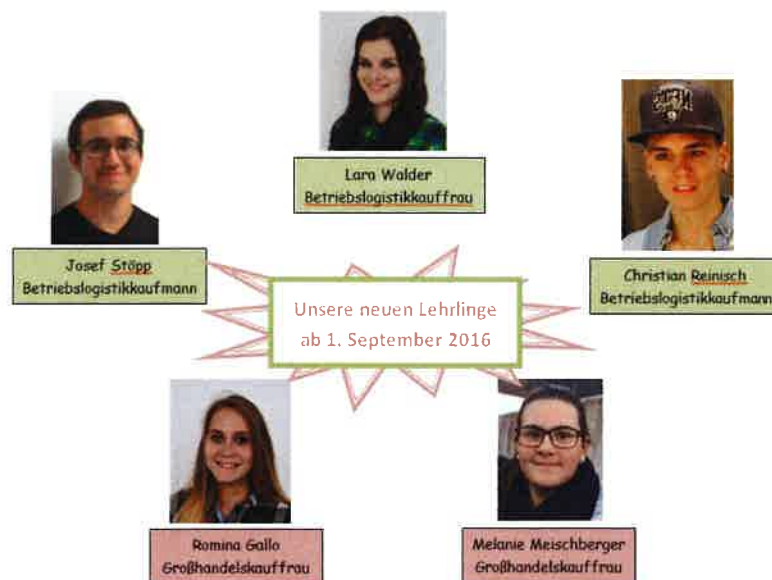 Lara Walder
Betriebslogistikkauffrau
Josef Stöpp
Betriebslogistikkaufmann
Christian Reinisch
Betriebslogistikkaufmann
Unsere neuen Lehrlinge
ab 1. September 2016
Romina Gallo
Großhandelskauffrau
Melanie Meischberger
Großhandelskauffrau